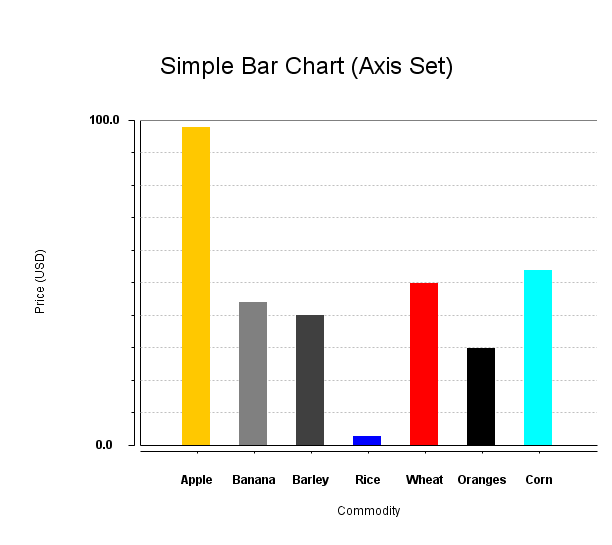 Simple Bar Chart (Axis Set)
100.0
Price (USD)
0.0
Apple Banana Barley Rice Wheat Oranges Corn
Commodity